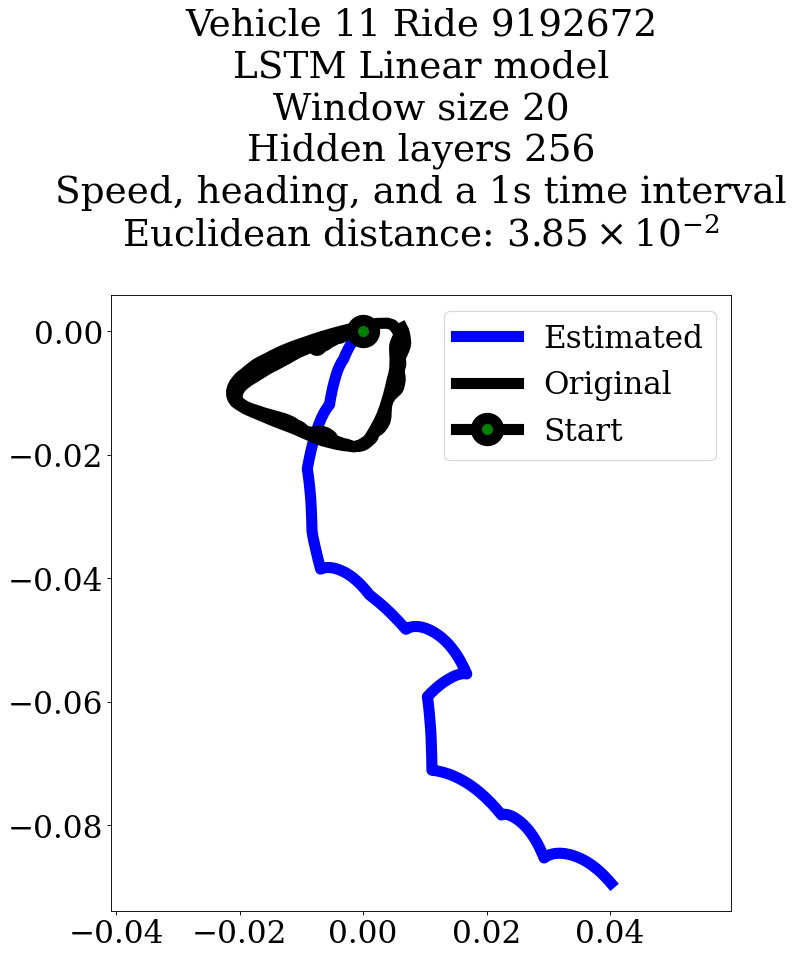 Vehicle 11 Ride 9192672
LSTM Linear model
Window size 20
Hidden layers 256
Speed, heading, and a 1s time interval
Euclidean distance: 3.85 × 10⁻²
Estimated
Original
Start
0.00
−0.02
−0.04
−0.06
−0.08
−0.04 −0.02 0.00 0.02 0.04